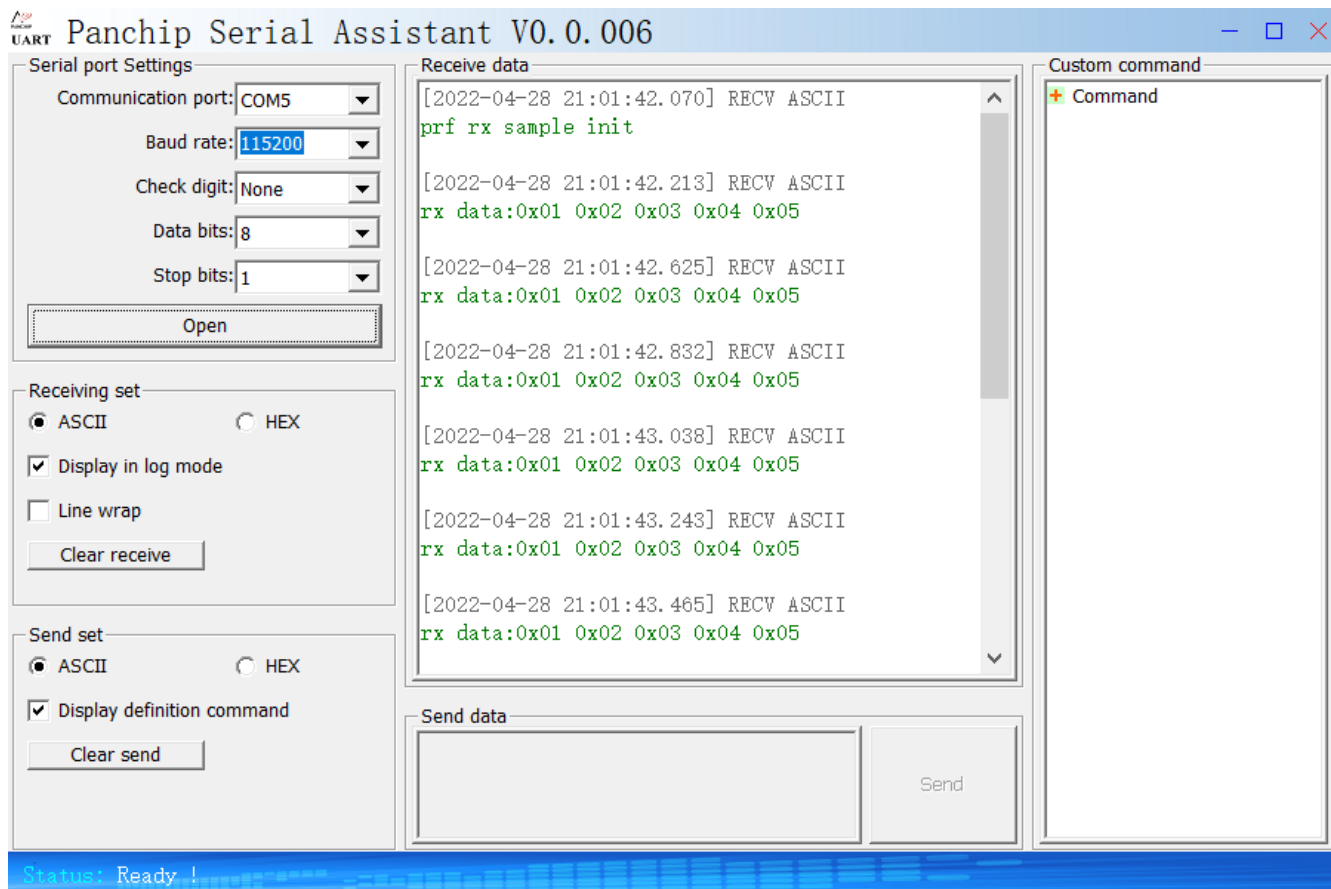 UART Panchip Serial Assistant V0.0.006
Serial port Settings
Communication port: COM5
Baud rate: 115200
Check digit: None
Data bits: 8
Stop bits: 1
Open
Receiving set
ASCII HEX
Display in log mode
Line wrap
Clear receive
Send set
ASCII HEX
Display definition command
Clear send
Receive data
[2022-04-28 21:01:42.070] RECV ASCII
prf rx sample init
[2022-04-28 21:01:42.213] RECV ASCII
rx data:0x01 0x02 0x03 0x04 0x05
[2022-04-28 21:01:42.625] RECV ASCII
rx data:0x01 0x02 0x03 0x04 0x05
[2022-04-28 21:01:42.832] RECV ASCII
rx data:0x01 0x02 0x03 0x04 0x05
[2022-04-28 21:01:43.038] RECV ASCII
rx data:0x01 0x02 0x03 0x04 0x05
[2022-04-28 21:01:43.243] RECV ASCII
rx data:0x01 0x02 0x03 0x04 0x05
[2022-04-28 21:01:43.465] RECV ASCII
rx data:0x01 0x02 0x03 0x04 0x05
Send data
Send
Custom command
Command
Status: Ready !